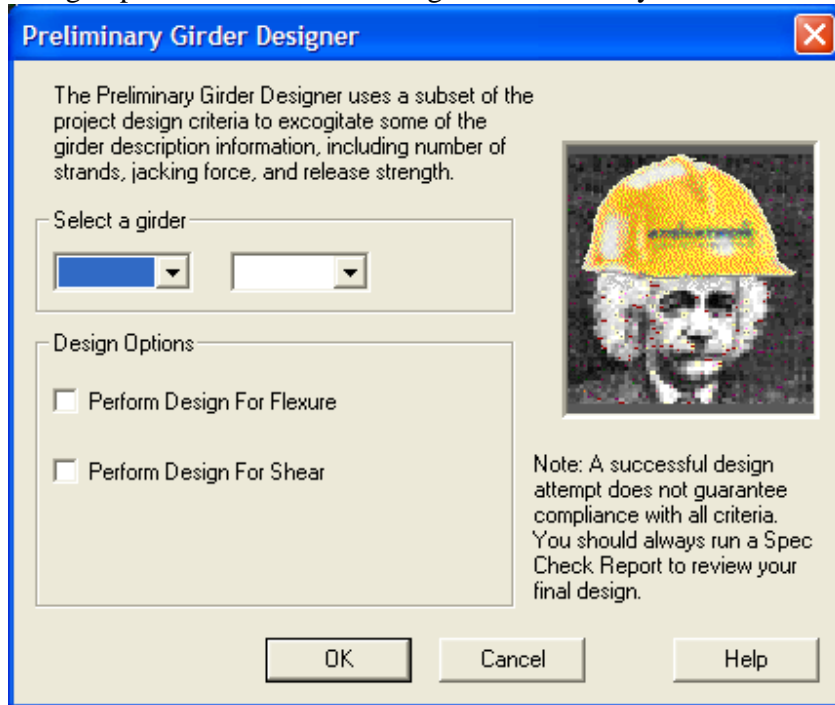 Preliminary Girder Designer
The Preliminary Girder Designer uses a subset of the
project design criteria to excogitate some of the
girder description information, including number of
strands, jacking force, and release strength.
Select a girder
Design Options
Perform Design For Flexure
Perform Design For Shear
Note: A successful design
attempt does not guarantee
compliance with all criteria.
You should always run a Spec
Check Report to review your
final design.
OK
Cancel
Help